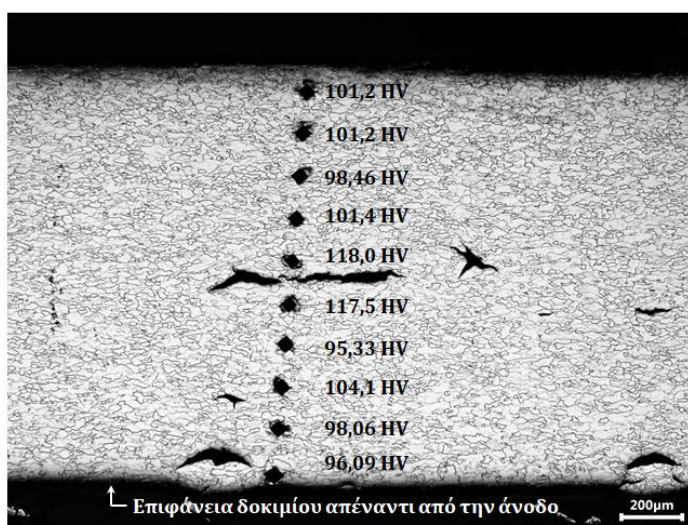 101,2 HV
101,2 HV
98,46 HV
101,4 HV
118,0 HV
117,5 HV
95,33 HV
104,1 HV
98,06 HV
96,09 HV
Επιφάνεια δοκιμίου απέναντι από την άνοδο
200μm